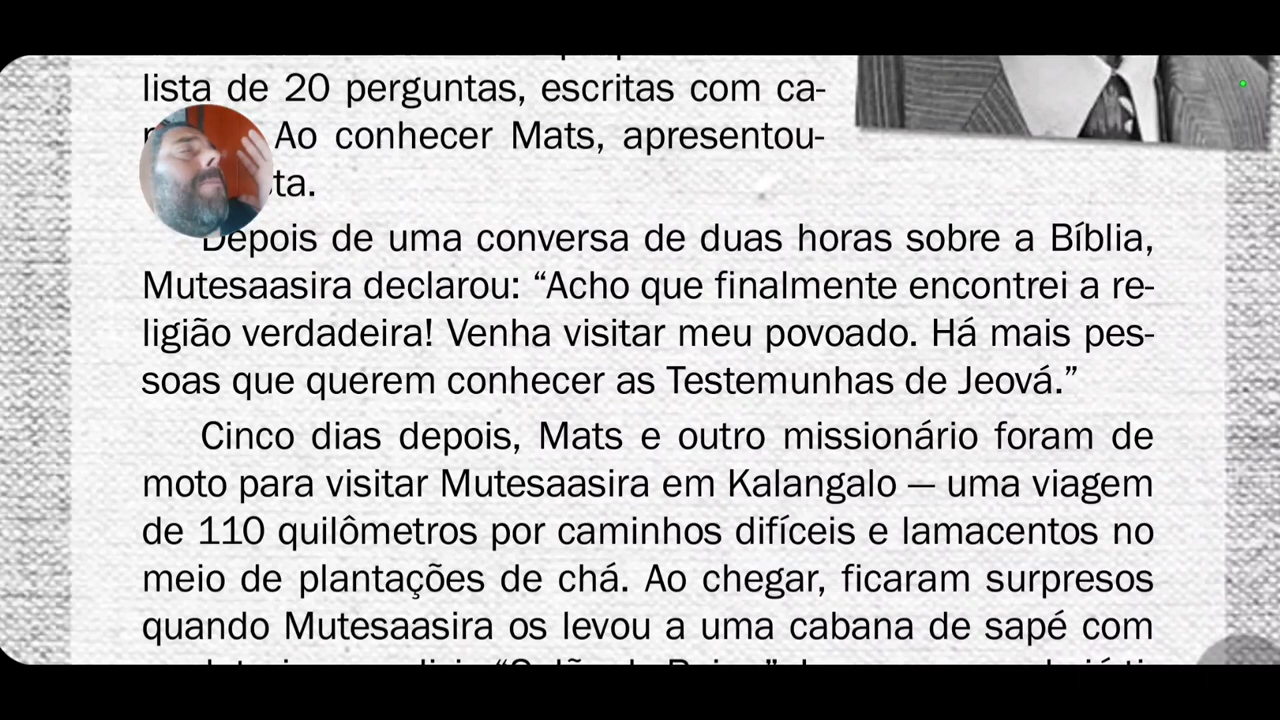 lista de 20 perguntas, escritas com ca-
Ao conhecer Mats, apresentou-
Depois de uma conversa de duas horas sobre a Bíblia,
Mutesaasira declarou: “Acho que finalmente encontrei a re-
ligião verdadeira! Venha visitar meu povoado. Há mais pes-
soas que querem conhecer as Testemunhas de Jeová.”
Cinco dias depois, Mats e outro missionário foram de
moto para visitar Mutesaasira em Kalangalo — uma viagem
de 110 quilômetros por caminhos difíceis e lamacentos no
meio de plantações de chá. Ao chegar, ficaram surpresos
quando Mutesaasira os levou a uma cabana de sapé com